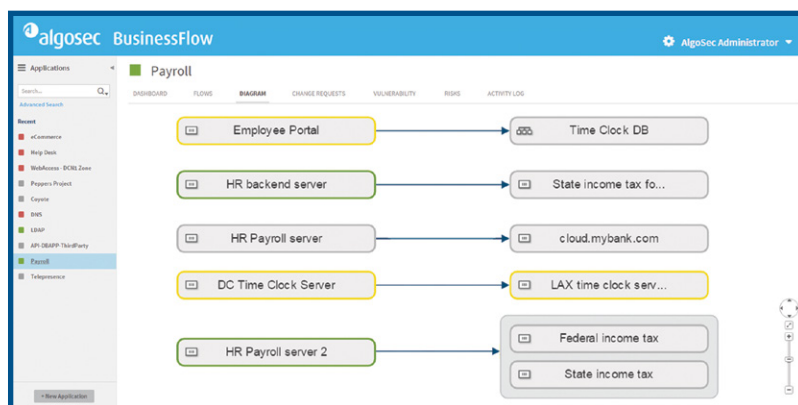 algosec BusinessFlow
AlgoSec Administrator
Applications
Payroll
Search...
Advanced Search
DASHBOARD FLOWS DIAGRAM CHANGE REQUESTS VULNERABILITY RISKS ACTIVITY LOG
Recent
eCommerce
Help Desk
WebAccess - DCNt Zone
Peppers Project
Coyote
DNS
LDAP
API-DBAPP-ThirdParty
Payroll
Telepresence
Employee Portal
Time Clock DB
HR backend server
State income tax fo...
HR Payroll server
cloud.mybank.com
DC Time Clock Server
LAX time clock serv...
HR Payroll server 2
Federal income tax
State income tax
+ New Application